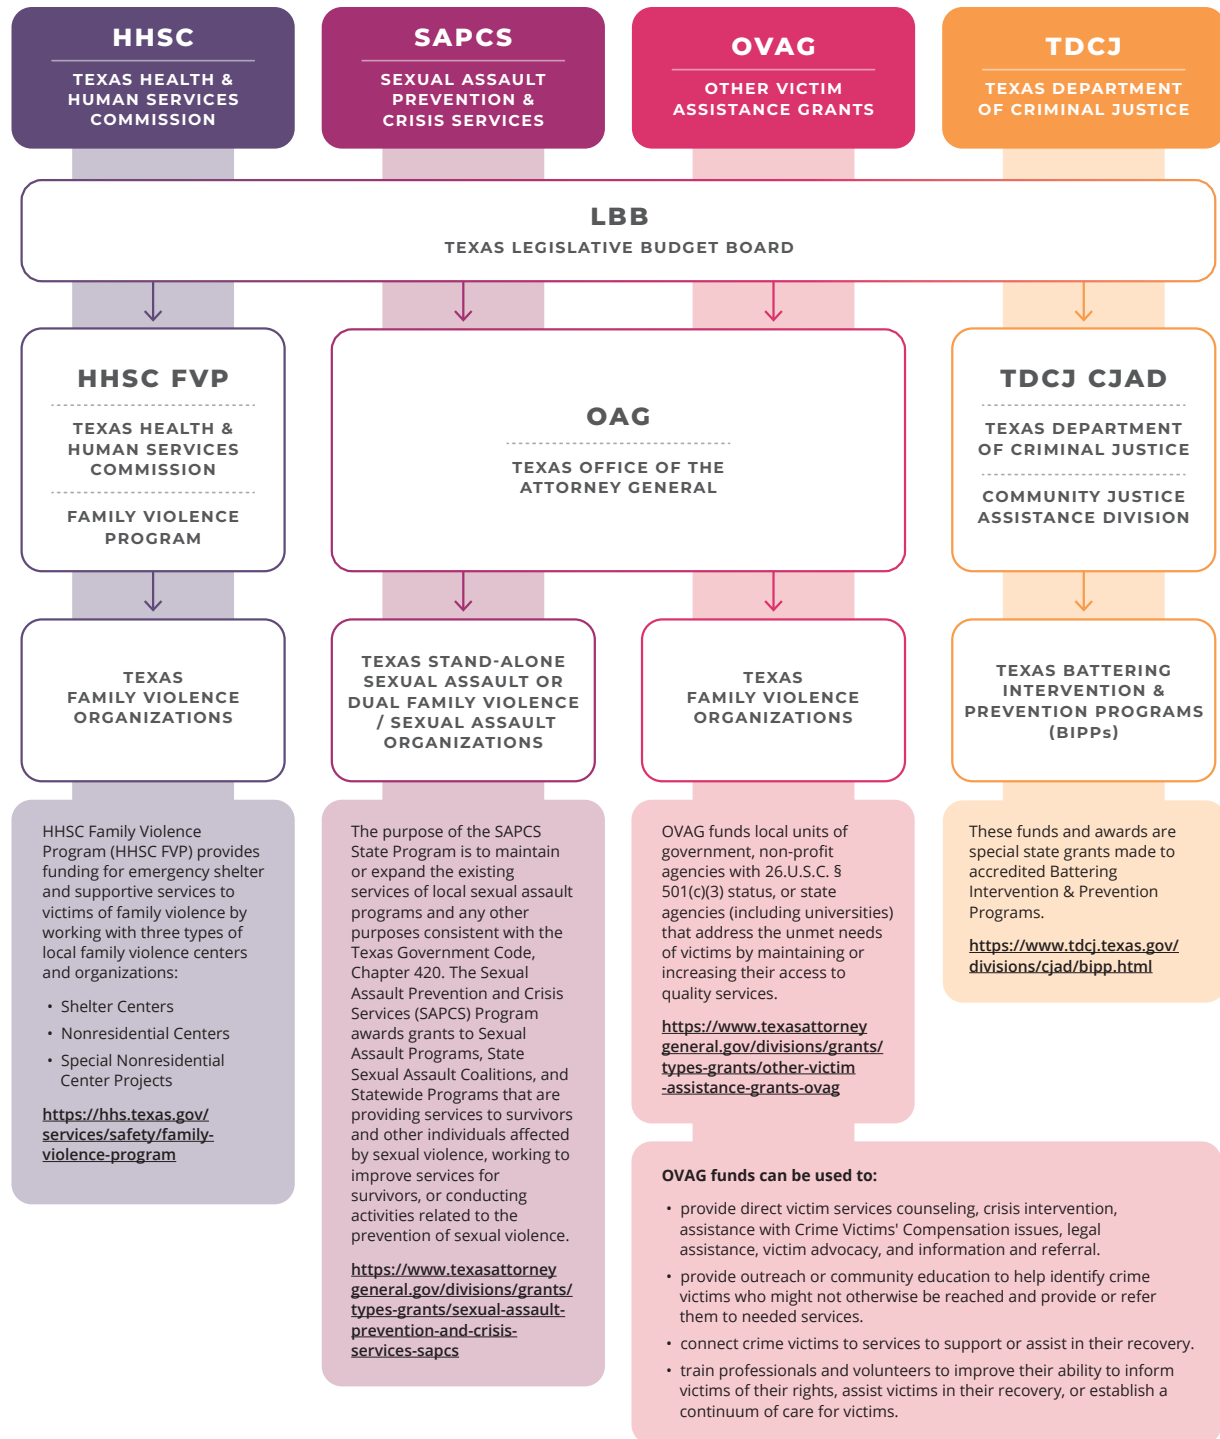 HHSC
TEXAS HEALTH &
HUMAN SERVICES
COMMISSION
SAPCS
SEXUAL ASSAULT
PREVENTION &
CRISIS SERVICES
OVAG
OTHER VICTIM
ASSISTANCE GRANTS
TDCJ
TEXAS DEPARTMENT
OF CRIMINAL JUSTICE
LBB
TEXAS LEGISLATIVE BUDGET BOARD
HHSC FVP
TEXAS HEALTH &
HUMAN SERVICES
COMMISSION
FAMILY VIOLENCE
PROGRAM
OAG
TEXAS OFFICE OF THE
ATTORNEY GENERAL
TDCJ CJAD
TEXAS DEPARTMENT
OF CRIMINAL JUSTICE
COMMUNITY JUSTICE
ASSISTANCE DIVISION
TEXAS
FAMILY VIOLENCE
ORGANIZATIONS
TEXAS STAND-ALONE
SEXUAL ASSAULT OR
DUAL FAMILY VIOLENCE
/ SEXUAL ASSAULT
ORGANIZATIONS
TEXAS
FAMILY VIOLENCE
ORGANIZATIONS
TEXAS BATTERING
INTERVENTION &
PREVENTION PROGRAMS
(BIPPs)
HHSC Family Violence
Program (HHSC FVP) provides
funding for emergency shelter
and supportive services to
victims of family violence by
working with three types of
local family violence centers
and organizations:
• Shelter Centers
• Nonresidential Centers
• Special Nonresidential
Center Projects
https://hhs.texas.gov/
services/safety/family-
violence-program
The purpose of the SAPCS
State Program is to maintain
or expand the existing
services of local sexual assault
programs and any other
purposes consistent with the
Texas Government Code,
Chapter 420. The Sexual
Assault Prevention and Crisis
Services (SAPCS) Program
awards grants to Sexual
Assault Programs, State
Sexual Assault Coalitions, and
Statewide Programs that are
providing services to survivors
and other individuals affected
by sexual violence, working to
improve services for
survivors, or conducting
activities related to the
prevention of sexual violence.
https://www.texasattorney
general.gov/divisions/grants/
types-grants/sexual-assault-
prevention-and-crisis-
services-sapcs
OVAG funds local units of
government, non-profit
agencies with 26.U.S.C. §
501(c)(3) status, or state
agencies (including universities)
that address the unmet needs
of victims by maintaining or
increasing their access to
quality services.
https://www.texasattorney
general.gov/divisions/grants/
types-grants/other-victim
-assistance-grants-ovag
These funds and awards are
special state grants made to
accredited Battering
Intervention & Prevention
Programs.
https://www.tdcj.texas.gov/
divisions/cjad/bipp.html
OVAG funds can be used to:
• provide direct victim services counseling, crisis intervention,
assistance with Crime Victims' Compensation issues, legal
assistance, victim advocacy, and information and referral.
• provide outreach or community education to help identify crime
victims who might not otherwise be reached and provide or refer
them to needed services.
• connect crime victims to services to support or assist in their recovery.
• train professionals and volunteers to improve their ability to inform
victims of their rights, assist victims in their recovery, or establish a
continuum of care for victims.